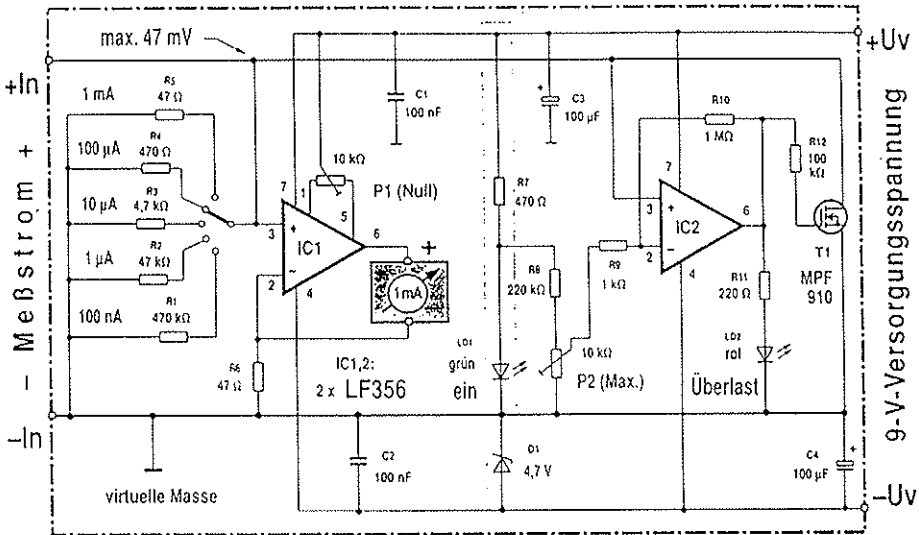 max. 47 mV
+In
Meßstrom
–
+
–In
virtuelle Masse
1 mA
R5
47 Ω
100 µA
R4
470 Ω
10 µA
R3
4,7 kΩ
1 µA
R2
47 kΩ
100 nA
R1
470 kΩ
R6
47 Ω
C1
100 nF
10 kΩ
P1 (Null)
7
1
5
3
+
IC1
6
2
–
4
+
1mA
IC1,2:
2 x LF356
C2
100 nF
R7
470 Ω
R8
220 kΩ
LD1
grün
ein
D1
4,7 V
+
C3
100 µF
R9
1 kΩ
10 kΩ
P2 (Max.)
R10
1 MΩ
7
3
+
IC2
6
2
–
4
R11
220 Ω
LD2
rot
Überlast
R12
100
kΩ
T1
MPF
910
+
C4
100 µF
+Uv
9-V-Versorgungsspannung
–Uv